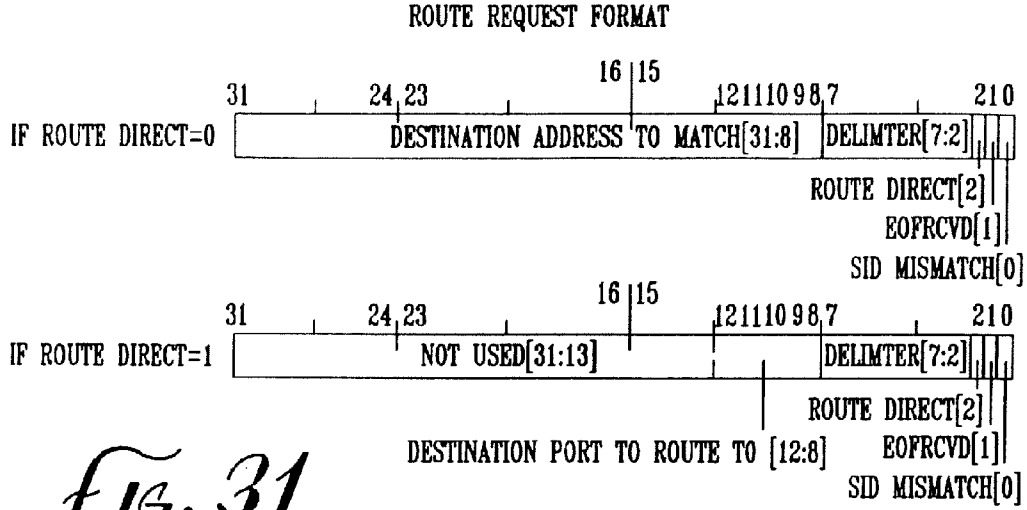 ROUTE REQUEST FORMAT
16 15
31 24 23 12 11 10 9 8 7 2 1 0
IF ROUTE DIRECT=0 DESTINATION ADDRESS TO MATCH[31:8] DELIMTER[7:2]
ROUTE DIRECT[2]
EOFRCVD[1]
SID MISMATCH[0]
16 15
31 24 23 12 11 10 9 8 7 2 1 0
IF ROUTE DIRECT=1 NOT USED[31:13] DELIMTER[7:2]
ROUTE DIRECT[2]
DESTINATION PORT TO ROUTE TO [12:8] EOFRCVD[1]
SID MISMATCH[0]
FIG. 31